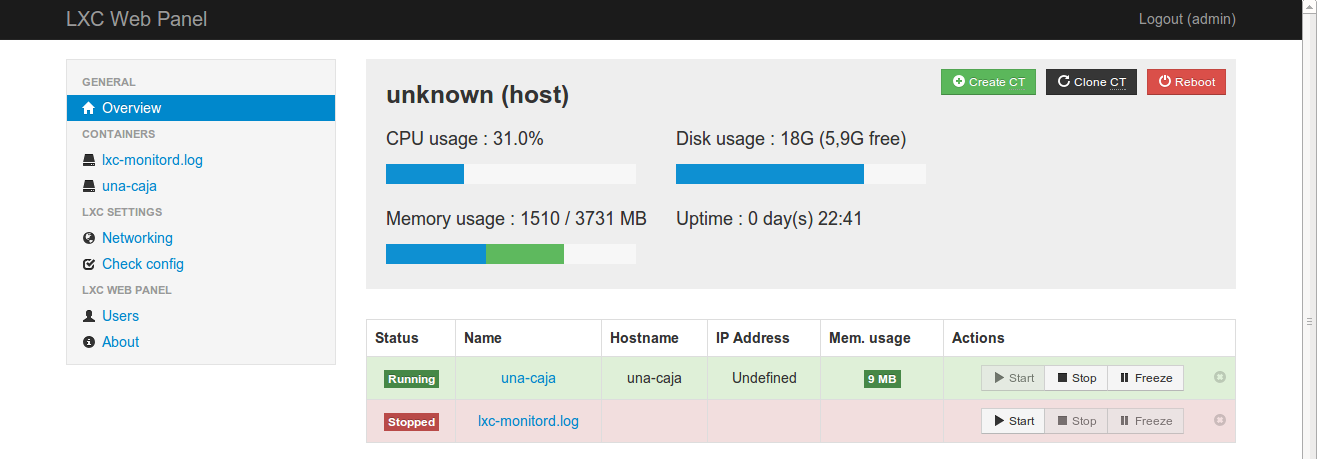 LXC Web Panel
Logout (admin)
GENERAL
Overview
CONTAINERS
lxc-monitord.log
una-caja
LXC SETTINGS
Networking
Check config
LXC WEB PANEL
Users
About
Create CT Clone CT Reboot
unknown (host)
CPU usage : 31.0% Disk usage : 18G (5,9G free)
Memory usage : 1510 / 3731 MB Uptime : 0 day(s) 22:41
Status Name Hostname IP Address Mem. usage Actions
Running una-caja una-caja Undefined 9 MB Start Stop Freeze
Stopped lxc-monitord.log Start Stop Freeze